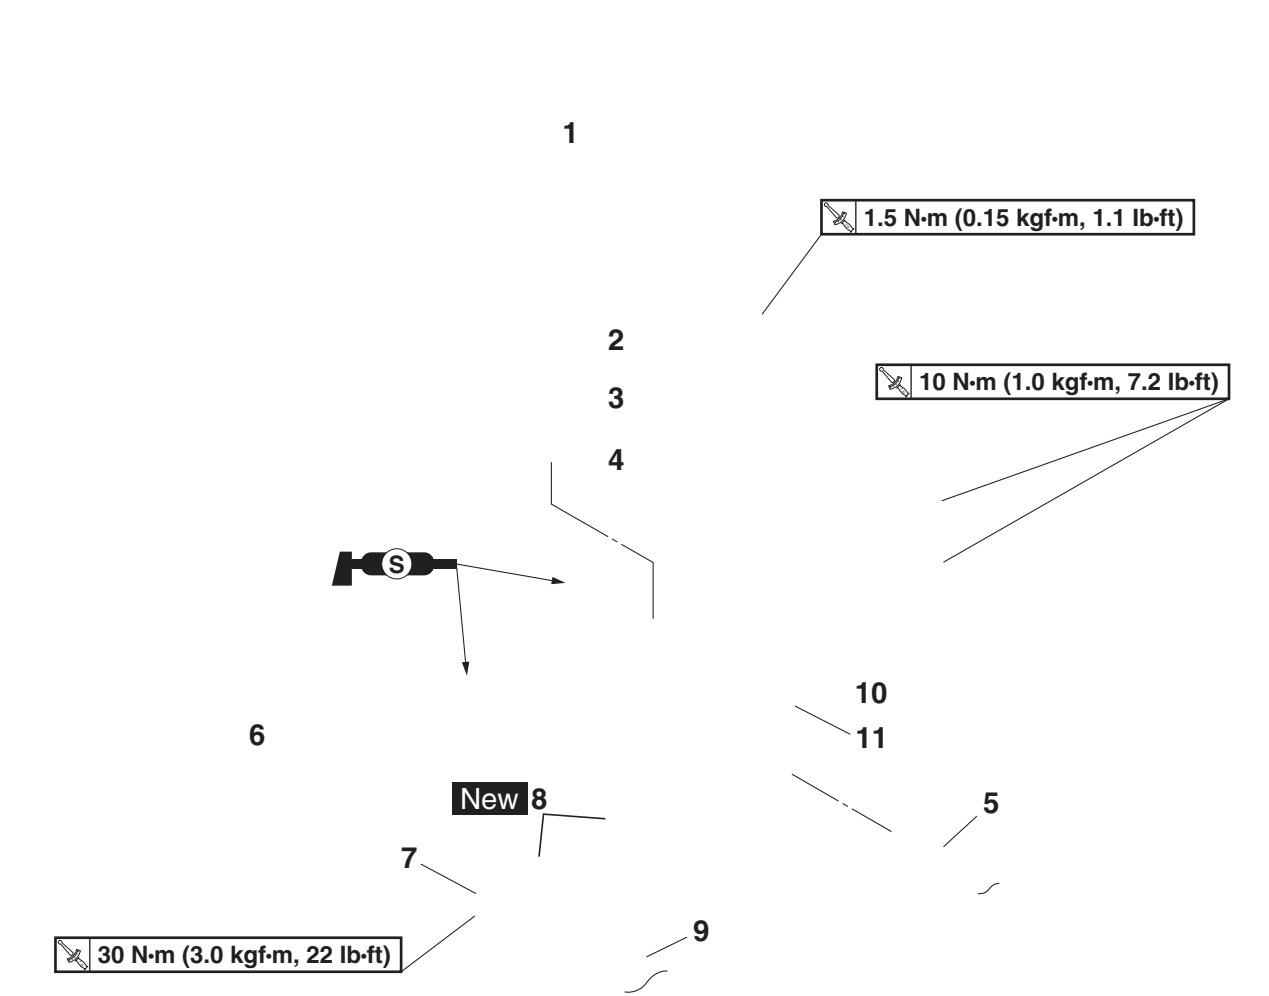 1
1.5 N•m (0.15 kgf•m, 1.1 lb•ft)
2
10 N•m (1.0 kgf•m, 7.2 lb•ft)
3
4
S
10
6
11
New 8
5
7
9
30 N•m (3.0 kgf•m, 22 lb•ft)